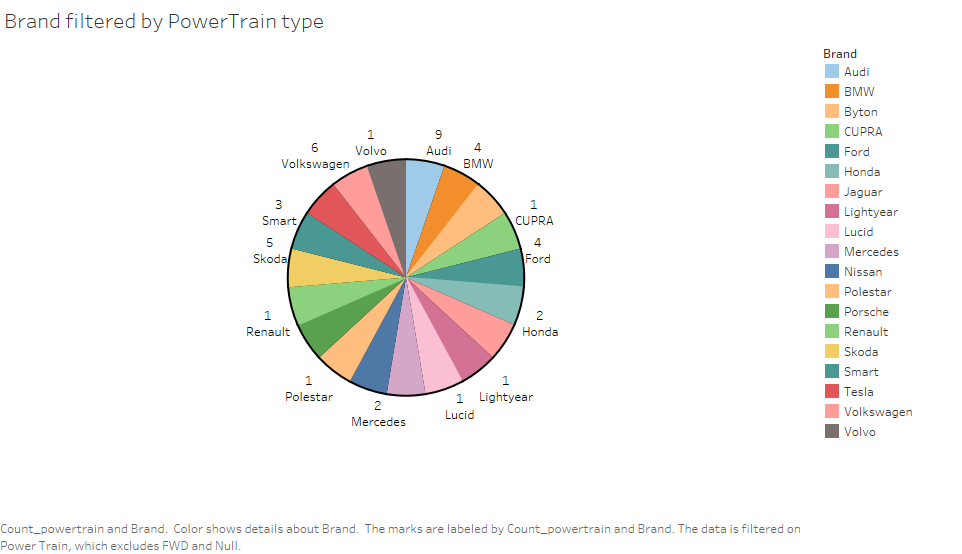 Brand filtered by PowerTrain type
Brand
Audi
BMW
Byton
CUPRA
Ford
Honda
Jaguar
Lightyear
Lucid
Mercedes
Nissan
Polestar
Porsche
Renault
Skoda
Smart
Tesla
Volkswagen
Volvo
1
Volvo
9
Audi
4
BMW
6
Volkswagen
1
CUPRA
3
Smart
4
Ford
5
Skoda
2
Honda
1
Renault
1
Lightyear
1
Polestar
1
Lucid
2
Mercedes
Count_powertrain and Brand.  Color shows details about Brand.  The marks are labeled by Count_powertrain and Brand. The data is filtered on
Power Train, which excludes FWD and Null.